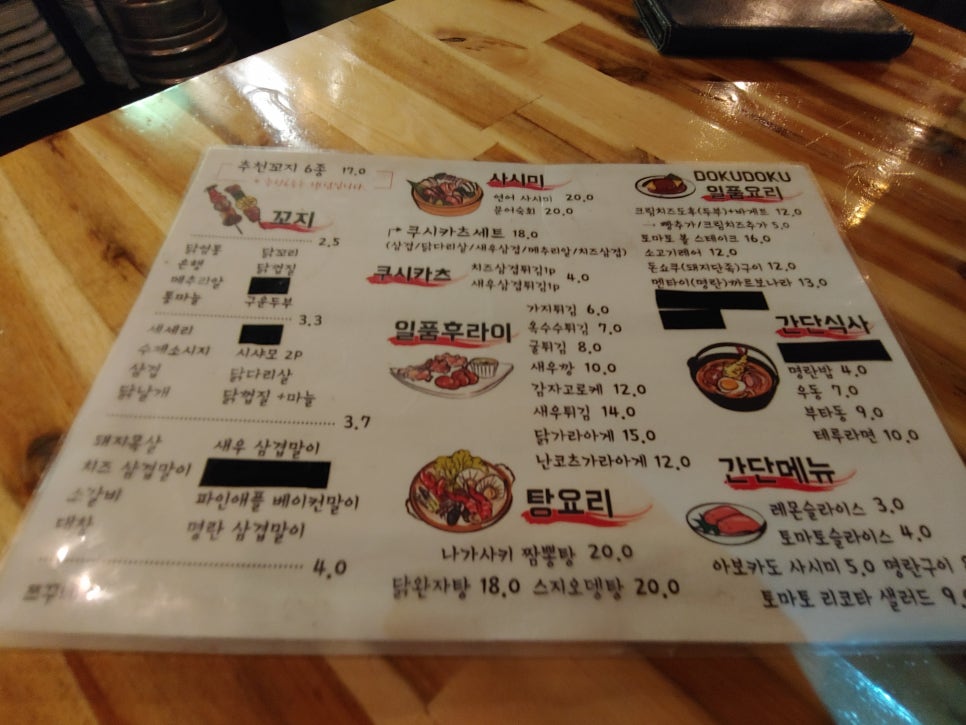 추천꼬지 6종 17.0
꼬지
2.5
닭엉통 닭꼬리
은행 닭껍질
메추리알
통마늘 구운두부
3.3
세세리
수제소시지 시샤모 2P
삼겹 닭다리살
닭날개 닭껍질+마늘
3.7
돼지목살 새우 삼겹말이
치즈 삼겹말이
소갈비 파인애플 베이컨말이
대창 명란 삼겹말이
4.0
사시미
연어 사시미 20.0
문어숙회 20.0
쿠시카츠세트 18.0
(삼겹/닭다리살/새우삼겹/메추리알/치즈삼겹)
쿠시카츠
치즈삼겹튀김1p
새우삼겹튀김1p
4.0
일품후라이
가지튀김 6.0
옥수수튀김 7.0
굴튀김 8.0
새우깡 10.0
감자고로케 12.0
새우튀김 14.0
닭가라아게 15.0
난코츠가라아게 12.0
탕요리
나가사키 짬뽕탕 20.0
닭완자탕 18.0 스지오뎅탕 20.0
DOKUDOKU
일품요리
크림치즈도후(두부)+바게트 12.0
→ 빵추가/크림치즈추가 5.0
토마토 볼 스테이크 16.0
소고기레어 12.0
돈쇼쿠(돼지단족)구이 12.0
멘타이(명란)까르보나라 13.0
간단식사
명란밥 4.0
우동 7.0
부타동 9.0
테루라면 10.0
간단메뉴
레몬슬라이스 3.0
토마토슬라이스 4.0
아보카도 사시미 5.0 명란구이
토마토 리코타 샐러드 9.0